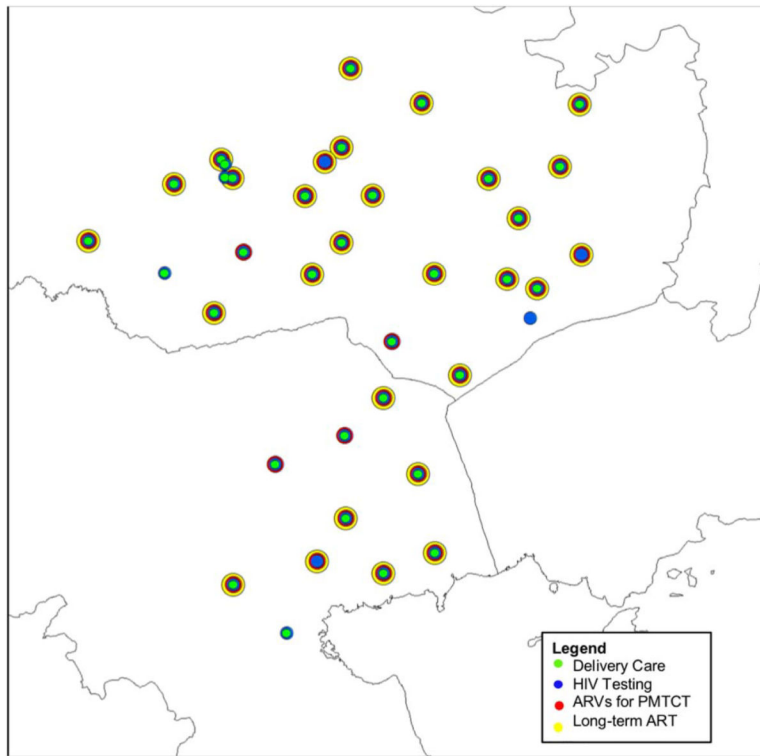 Legend
Delivery Care
HIV Testing
ARVs for PMTCT
Long-term ART